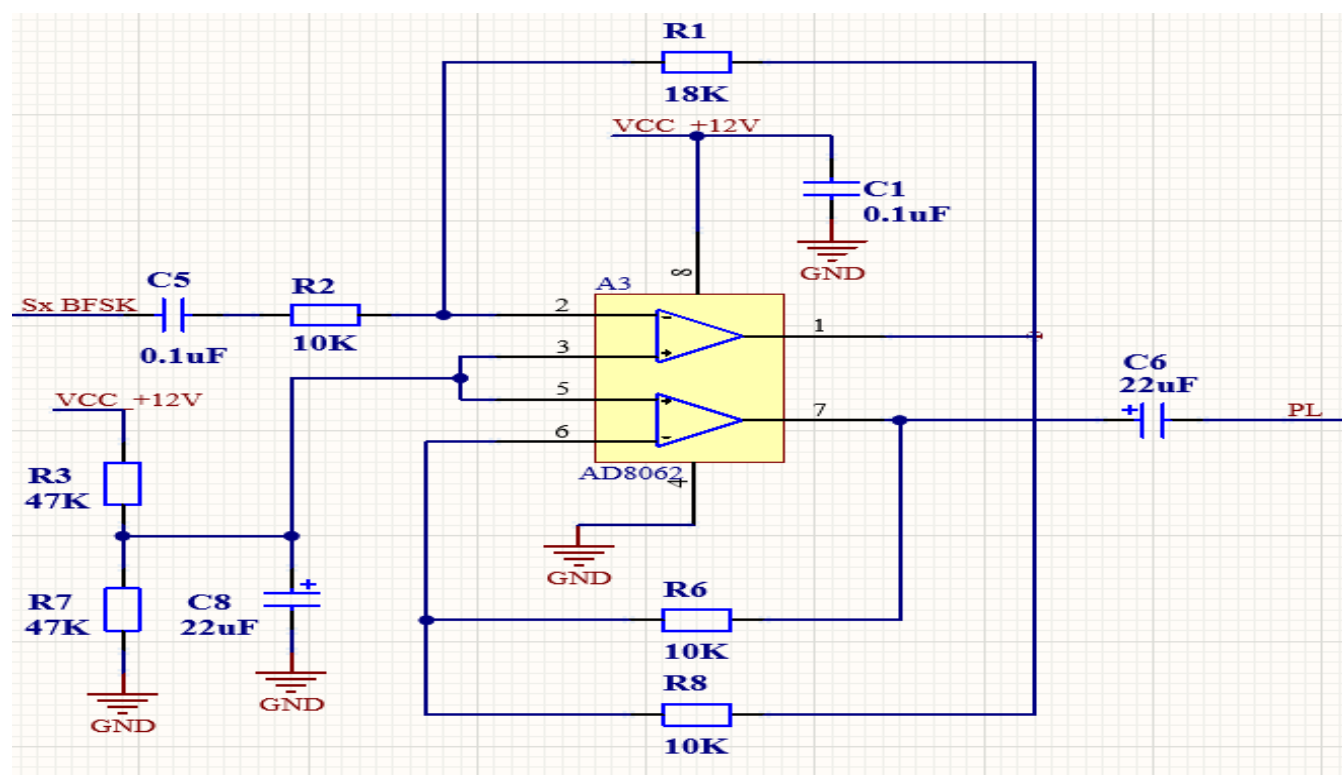 R1
18K
VCC_+12V
C1
0.1uF
GND
8
A3
C5
Sx BFSK
0.1uF
R2
10K
2
3
5
6
1
7
AD8062
4
GND
C6
22uF
PL
VCC_+12V
R3
47K
R7
47K
GND
C8
22uF
GND
R6
10K
R8
10K